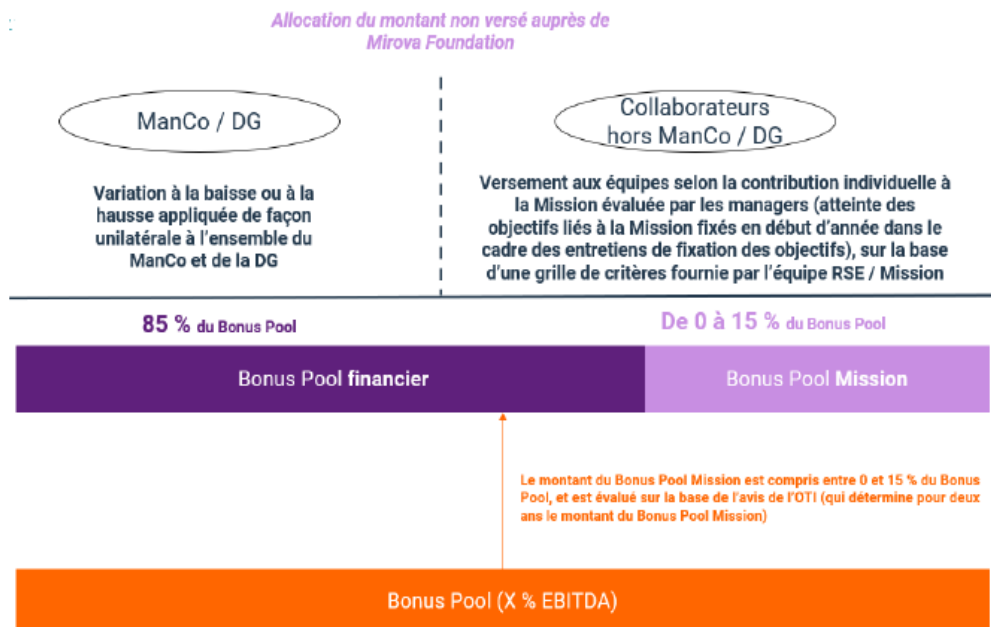 Allocation du montant non versé auprès de
Mirova Foundation
ManCo / DG
Variation à la baisse ou à la
hausse appliquée de façon
unilatérale à l'ensemble du
ManCo et de la DG
Collaborateurs
hors ManCo / DG
Versement aux équipes selon la contribution individuelle à
la Mission évaluée par les managers (atteinte des
objectifs liés à la Mission fixés en début d'année dans le
cadre des entretiens de fixation des objectifs), sur la base
d'une grille de critères fournie par l'équipe RSE / Mission
85 % du Bonus Pool
De 0 à 15 % du Bonus Pool
Bonus Pool financier
Bonus Pool Mission
Le montant du Bonus Pool Mission est compris entre 0 et 15 % du Bonus
Pool, et est évalué sur la base de l'avis de l'OTI (qui détermine pour deux
ans le montant du Bonus Pool Mission)
Bonus Pool (X % EBITDA)